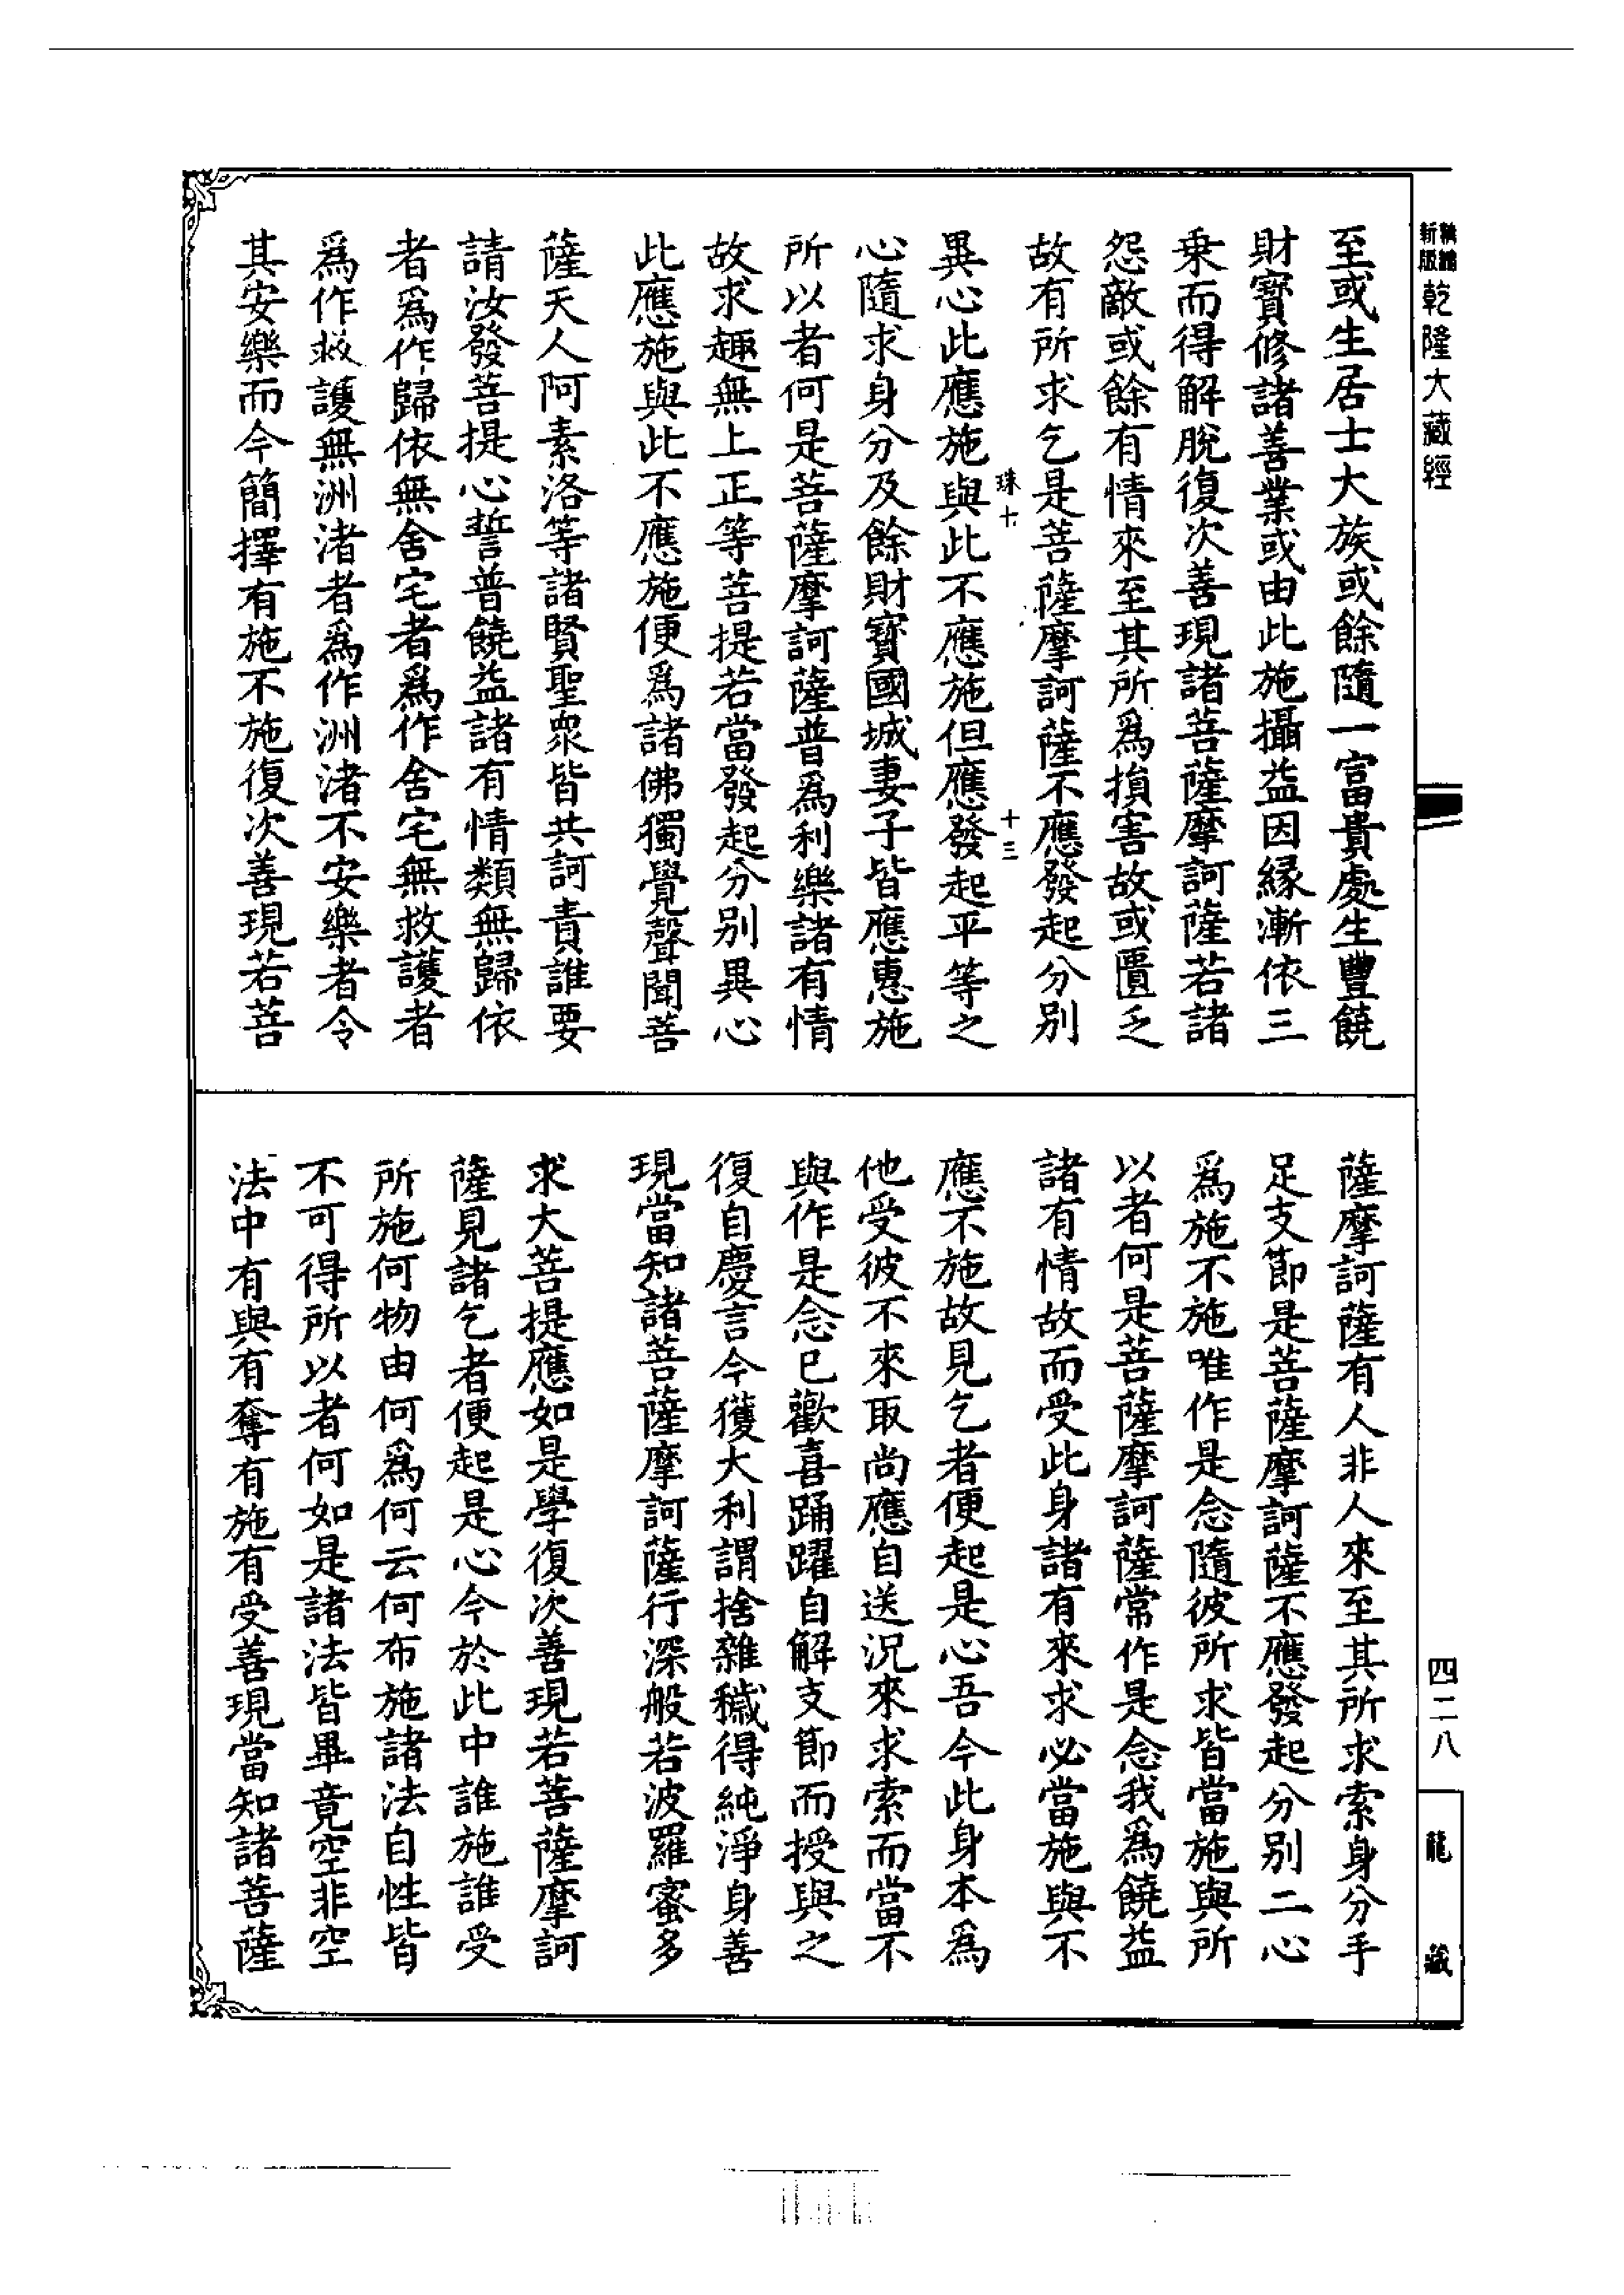 新版乾隆大藏經
至或生居士大族或餘隨一富貴處生豐饒
財寶修諸善業或由此施攝益因緣漸依三
乘而得解脫復次善現諸菩薩摩訶薩若諸
怨敵或餘有情來至其所爲損害故或匱乏
故有所求乞是菩薩摩訶薩不應發起分别
珠十 十三
異心此應施與此不應施但應發起平等之
心隨求身分及餘財寶國城妻子皆應惠施
所以者何是菩薩摩訶薩普爲利樂諸有情
故求趣無上正等菩提若當發起分别異心
此應施與此不應施便爲諸佛獨覺聲聞菩
薩天人阿素洛等諸賢聖衆皆共訶責誰要
請汝發菩提心誓普饒益諸有情類無歸依
者爲作歸依無舍宅者爲作舍宅無救護者
爲作救護無洲渚者爲作洲渚不安樂者令
其安樂而今簡擇有施不施復次善現若菩
薩摩訶薩有人非人來至其所求索身分手
足支節是菩薩摩訶薩不應發起分别二心
爲施不施唯作是念隨彼所求皆當施與所
以者何是菩薩摩訶薩常作是念我爲饒益
諸有情故而受此身諸有來求必當施與不
應不施故見乞者便起是心吾今此身本爲
他受彼不來取尚應自送況來求索而當不
與作是念已歡喜踊躍自解支節而授與之
復自慶言今獲大利謂捨雜穢得純淨身善
現當知諸菩薩摩訶薩行深般若波羅蜜多
求大菩提應如是學復次善現若菩薩摩訶
薩見諸乞者便起是心今於此中誰施誰受
所施何物由何爲何云何布施諸法自性皆
不可得所以者何如是諸法皆畢竟空非空
法中有與有奪有施有受善現當知諸菩薩
四二八
龍藏